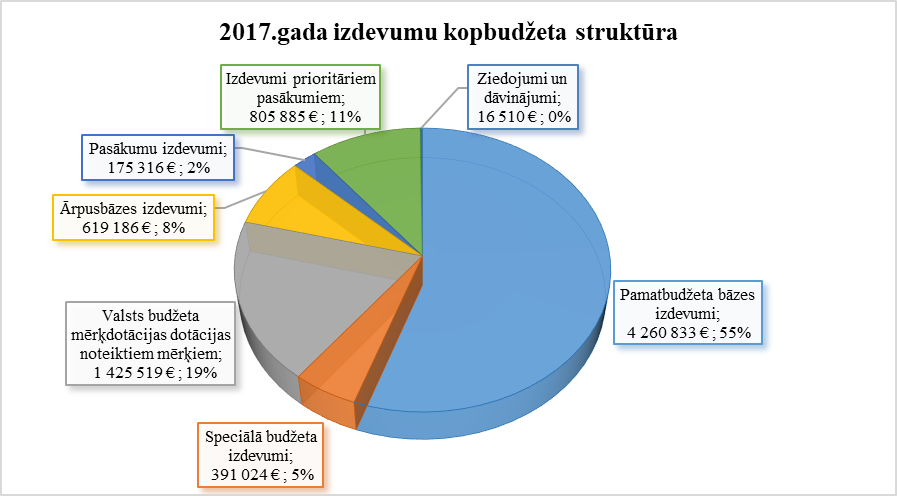 2017.gada izdevumu kopbudžeta struktūra
Izdevumi prioritāriem
pasākumiem;
805 885 € ; 11%
Ziedojumi un
dāvinājumi;
16 510 € ; 0%
Pasākumu izdevumi;
175 316 € ; 2%
Ārpusbāzes izdevumi;
619 186 € ; 8%
Pamatbudžeta bāzes
izdevumi;
4 260 833 € ; 55%
Valsts budžeta
mērķdotācijas dotācijas
noteiktiem mērķiem;
1 425 519 € ; 19%
Speciālā budžeta
izdevumi;
391 024 € ; 5%